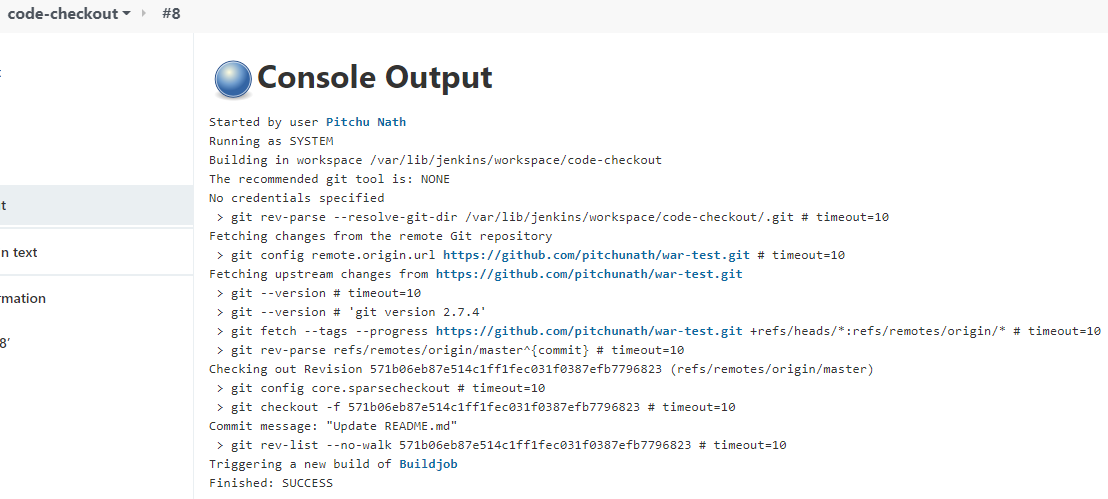 code-checkout #8
Console Output
Started by user Pitchu Nath
Running as SYSTEM
Building in workspace /var/lib/jenkins/workspace/code-checkout
The recommended git tool is: NONE
t
No credentials specified
> git rev-parse --resolve-git-dir /var/lib/jenkins/workspace/code-checkout/.git # timeout=10
Fetching changes from the remote Git repository
n text
> git config remote.origin.url https://github.com/pitchunath/war-test.git # timeout=10
Fetching upstream changes from https://github.com/pitchunath/war-test.git
> git --version # timeout=10
rmation
> git --version # 'git version 2.7.4'
> git fetch --tags --progress https://github.com/pitchunath/war-test.git +refs/heads/*:refs/remotes/origin/* # timeout=10
8'
> git rev-parse refs/remotes/origin/master^{commit} # timeout=10
Checking out Revision 571b06eb87e514c1ff1fec031f0387efb7796823 (refs/remotes/origin/master)
> git config core.sparsecheckout # timeout=10
> git checkout -f 571b06eb87e514c1ff1fec031f0387efb7796823 # timeout=10
Commit message: "Update README.md"
> git rev-list --no-walk 571b06eb87e514c1ff1fec031f0387efb7796823 # timeout=10
Triggering a new build of Buildjob
Finished: SUCCESS